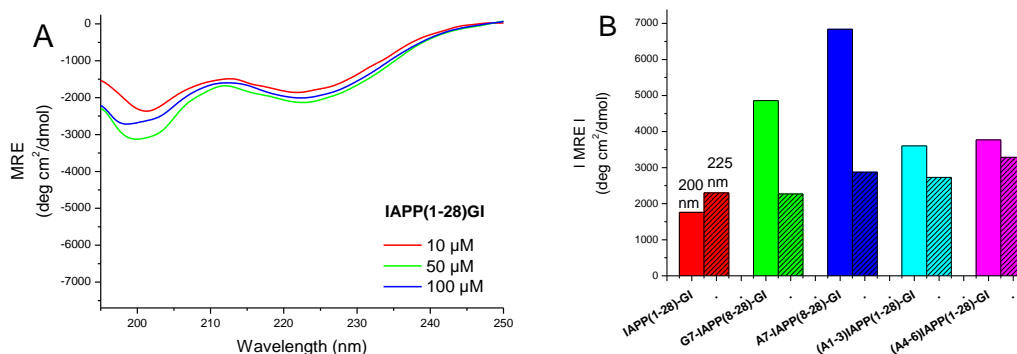 A
0
-1000
-2000
-3000
-4000
-5000
-6000
-7000
MRE
(deg cm²/dmol)
IAPP(1-28)GI
10 µM
50 µM
100 µM
200
210
220
230
240
250
Wavelength (nm)
B
7000
6000
5000
4000
3000
2000
1000
0
I MRE I
(deg cm²/dmol)
200
nm
225
nm
IAPP(1-28)-GI
G7-IAPP(8-28)-GI
A7-IAPP(8-28)-GI
(A1-3)IAPP(1-28)-GI
(A4-6)IAPP(1-28)-GI